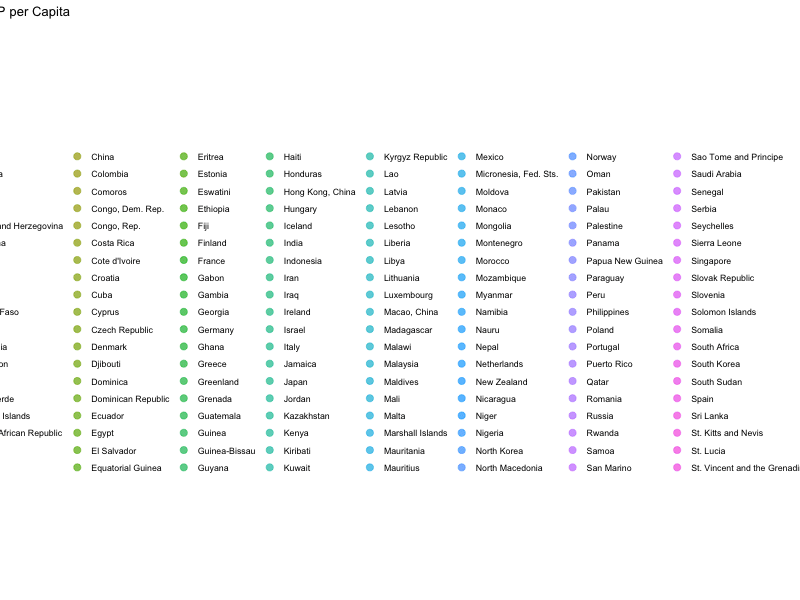 P per Capita
a
nd Herzegovina
na
Faso
ia
on
erde
Islands
African Republic
China
Colombia
Comoros
Congo, Dem. Rep.
Congo, Rep.
Costa Rica
Cote d'Ivoire
Croatia
Cuba
Cyprus
Czech Republic
Denmark
Djibouti
Dominica
Dominican Republic
Ecuador
Egypt
El Salvador
Equatorial Guinea
Eritrea
Estonia
Eswatini
Ethiopia
Fiji
Finland
France
Gabon
Gambia
Georgia
Germany
Ghana
Greece
Greenland
Grenada
Guatemala
Guinea
Guinea-Bissau
Guyana
Haiti
Honduras
Hong Kong, China
Hungary
Iceland
India
Indonesia
Iran
Iraq
Ireland
Israel
Italy
Jamaica
Japan
Jordan
Kazakhstan
Kenya
Kiribati
Kuwait
Kyrgyz Republic
Lao
Latvia
Lebanon
Lesotho
Liberia
Libya
Lithuania
Luxembourg
Macao, China
Madagascar
Malawi
Malaysia
Maldives
Mali
Malta
Marshall Islands
Mauritania
Mauritius
Mexico
Micronesia, Fed. Sts.
Moldova
Monaco
Mongolia
Montenegro
Morocco
Mozambique
Myanmar
Namibia
Nauru
Nepal
Netherlands
New Zealand
Nicaragua
Niger
Nigeria
North Korea
North Macedonia
Norway
Oman
Pakistan
Palau
Palestine
Panama
Papua New Guinea
Paraguay
Peru
Philippines
Poland
Portugal
Puerto Rico
Qatar
Romania
Russia
Rwanda
Samoa
San Marino
Sao Tome and Principe
Saudi Arabia
Senegal
Serbia
Seychelles
Sierra Leone
Singapore
Slovak Republic
Slovenia
Solomon Islands
Somalia
South Africa
South Korea
South Sudan
Spain
Sri Lanka
St. Kitts and Nevis
St. Lucia
St. Vincent and the Grenadi